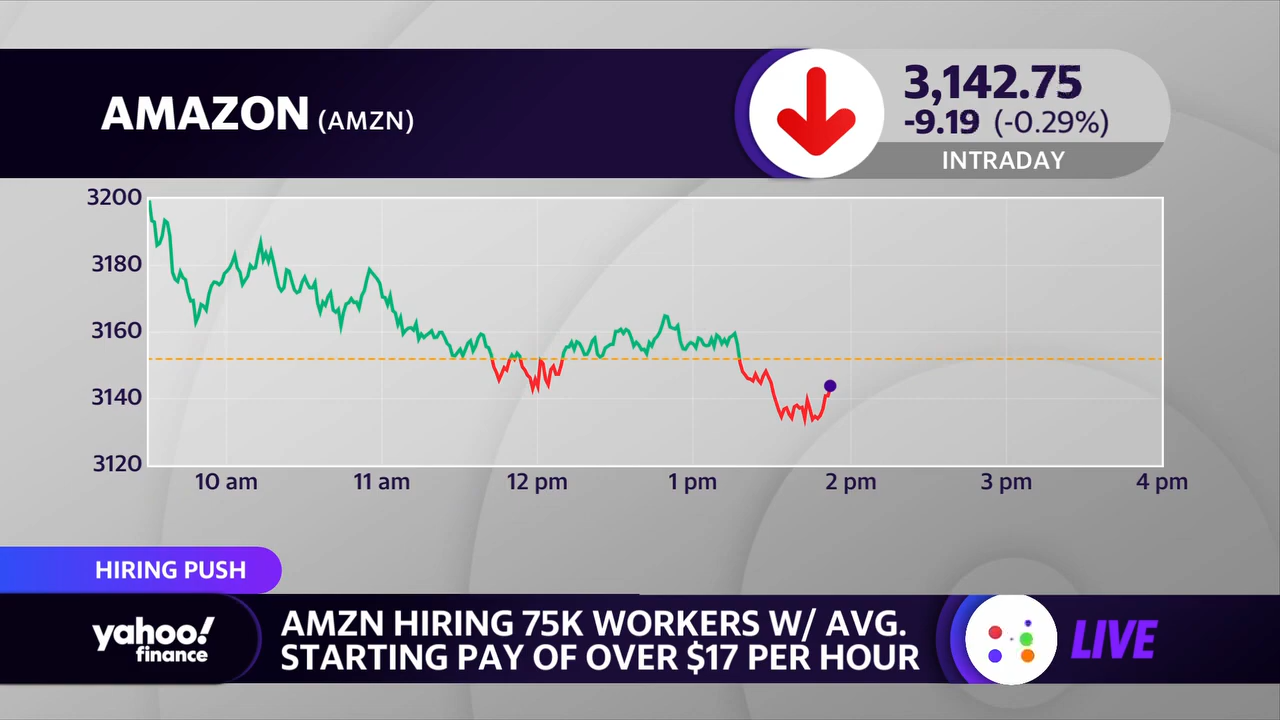 AMAZON (AMZN)
3,142.75
-9.19 (-0.29%)
INTRADAY
3200
3180
3160
3140
3120
10 am 11 am 12 pm 1 pm 2 pm 3 pm 4 pm
HIRING PUSH
yahoo!
finance
AMZN HIRING 75K WORKERS W/ AVG.
STARTING PAY OF OVER $17 PER HOUR
LIVE